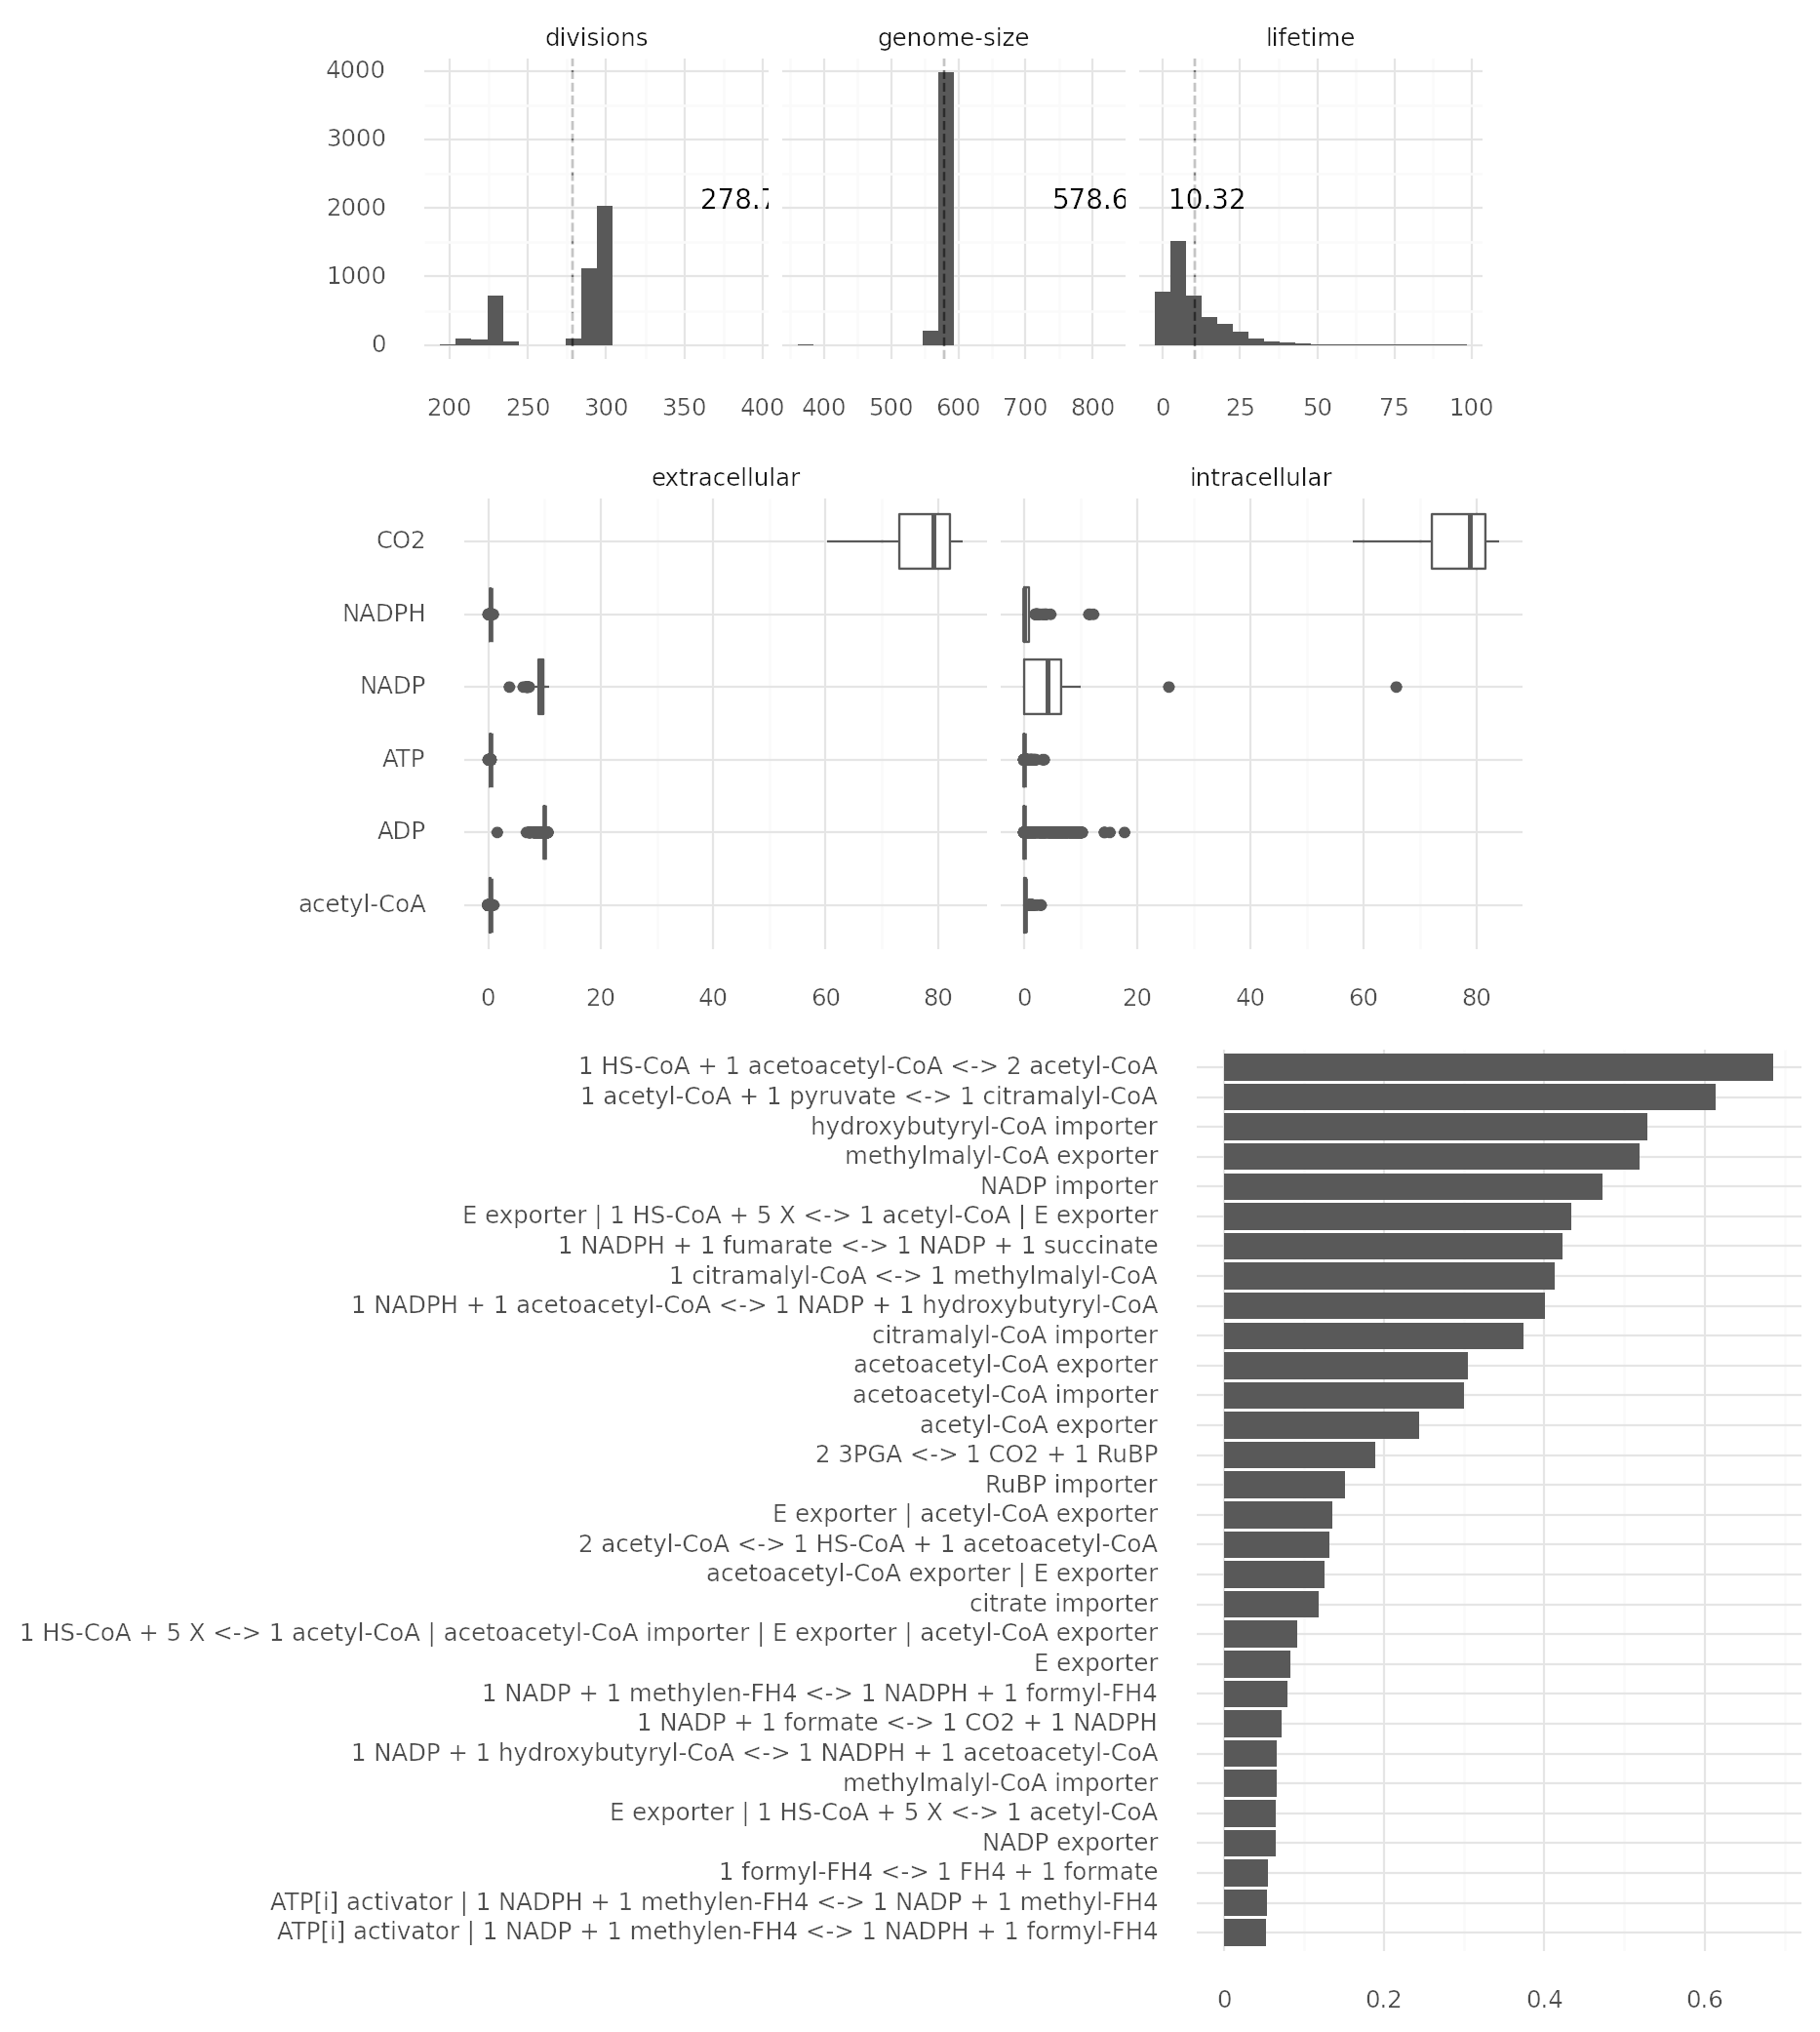 divisions genome-size lifetime
4000
3000
2000
1000
0
278.7 578.6 10.32
200 250 300 350 400 400 500 600 700 800 0 25 50 75 100
extracellular intracellular
CO2
NADPH
NADP
ATP
ADP
acetyl-CoA
0 20 40 60 80 0 20 40 60 80
1 HS-CoA + 1 acetoacetyl-CoA <-> 2 acetyl-CoA
1 acetyl-CoA + 1 pyruvate <-> 1 citramalyl-CoA
hydroxybutyryl-CoA importer
methylmalyl-CoA exporter
NADP importer
E exporter | 1 HS-CoA + 5 X <-> 1 acetyl-CoA | E exporter
1 NADPH + 1 fumarate <-> 1 NADP + 1 succinate
1 citramalyl-CoA <-> 1 methylmalyl-CoA
1 NADPH + 1 acetoacetyl-CoA <-> 1 NADP + 1 hydroxybutyryl-CoA
citramalyl-CoA importer
acetoacetyl-CoA exporter
acetoacetyl-CoA importer
acetyl-CoA exporter
2 3PGA <-> 1 CO2 + 1 RuBP
RuBP importer
E exporter | acetyl-CoA exporter
2 acetyl-CoA <-> 1 HS-CoA + 1 acetoacetyl-CoA
acetoacetyl-CoA exporter | E exporter
citrate importer
1 HS-CoA + 5 X <-> 1 acetyl-CoA | acetoacetyl-CoA importer | E exporter | acetyl-CoA exporter
E exporter
1 NADP + 1 methylen-FH4 <-> 1 NADPH + 1 formyl-FH4
1 NADP + 1 formate <-> 1 CO2 + 1 NADPH
1 NADP + 1 hydroxybutyryl-CoA <-> 1 NADPH + 1 acetoacetyl-CoA
methylmalyl-CoA importer
E exporter | 1 HS-CoA + 5 X <-> 1 acetyl-CoA
NADP exporter
1 formyl-FH4 <-> 1 FH4 + 1 formate
ATP[i] activator | 1 NADPH + 1 methylen-FH4 <-> 1 NADP + 1 methyl-FH4
ATP[i] activator | 1 NADP + 1 methylen-FH4 <-> 1 NADPH + 1 formyl-FH4
0 0.2 0.4 0.6